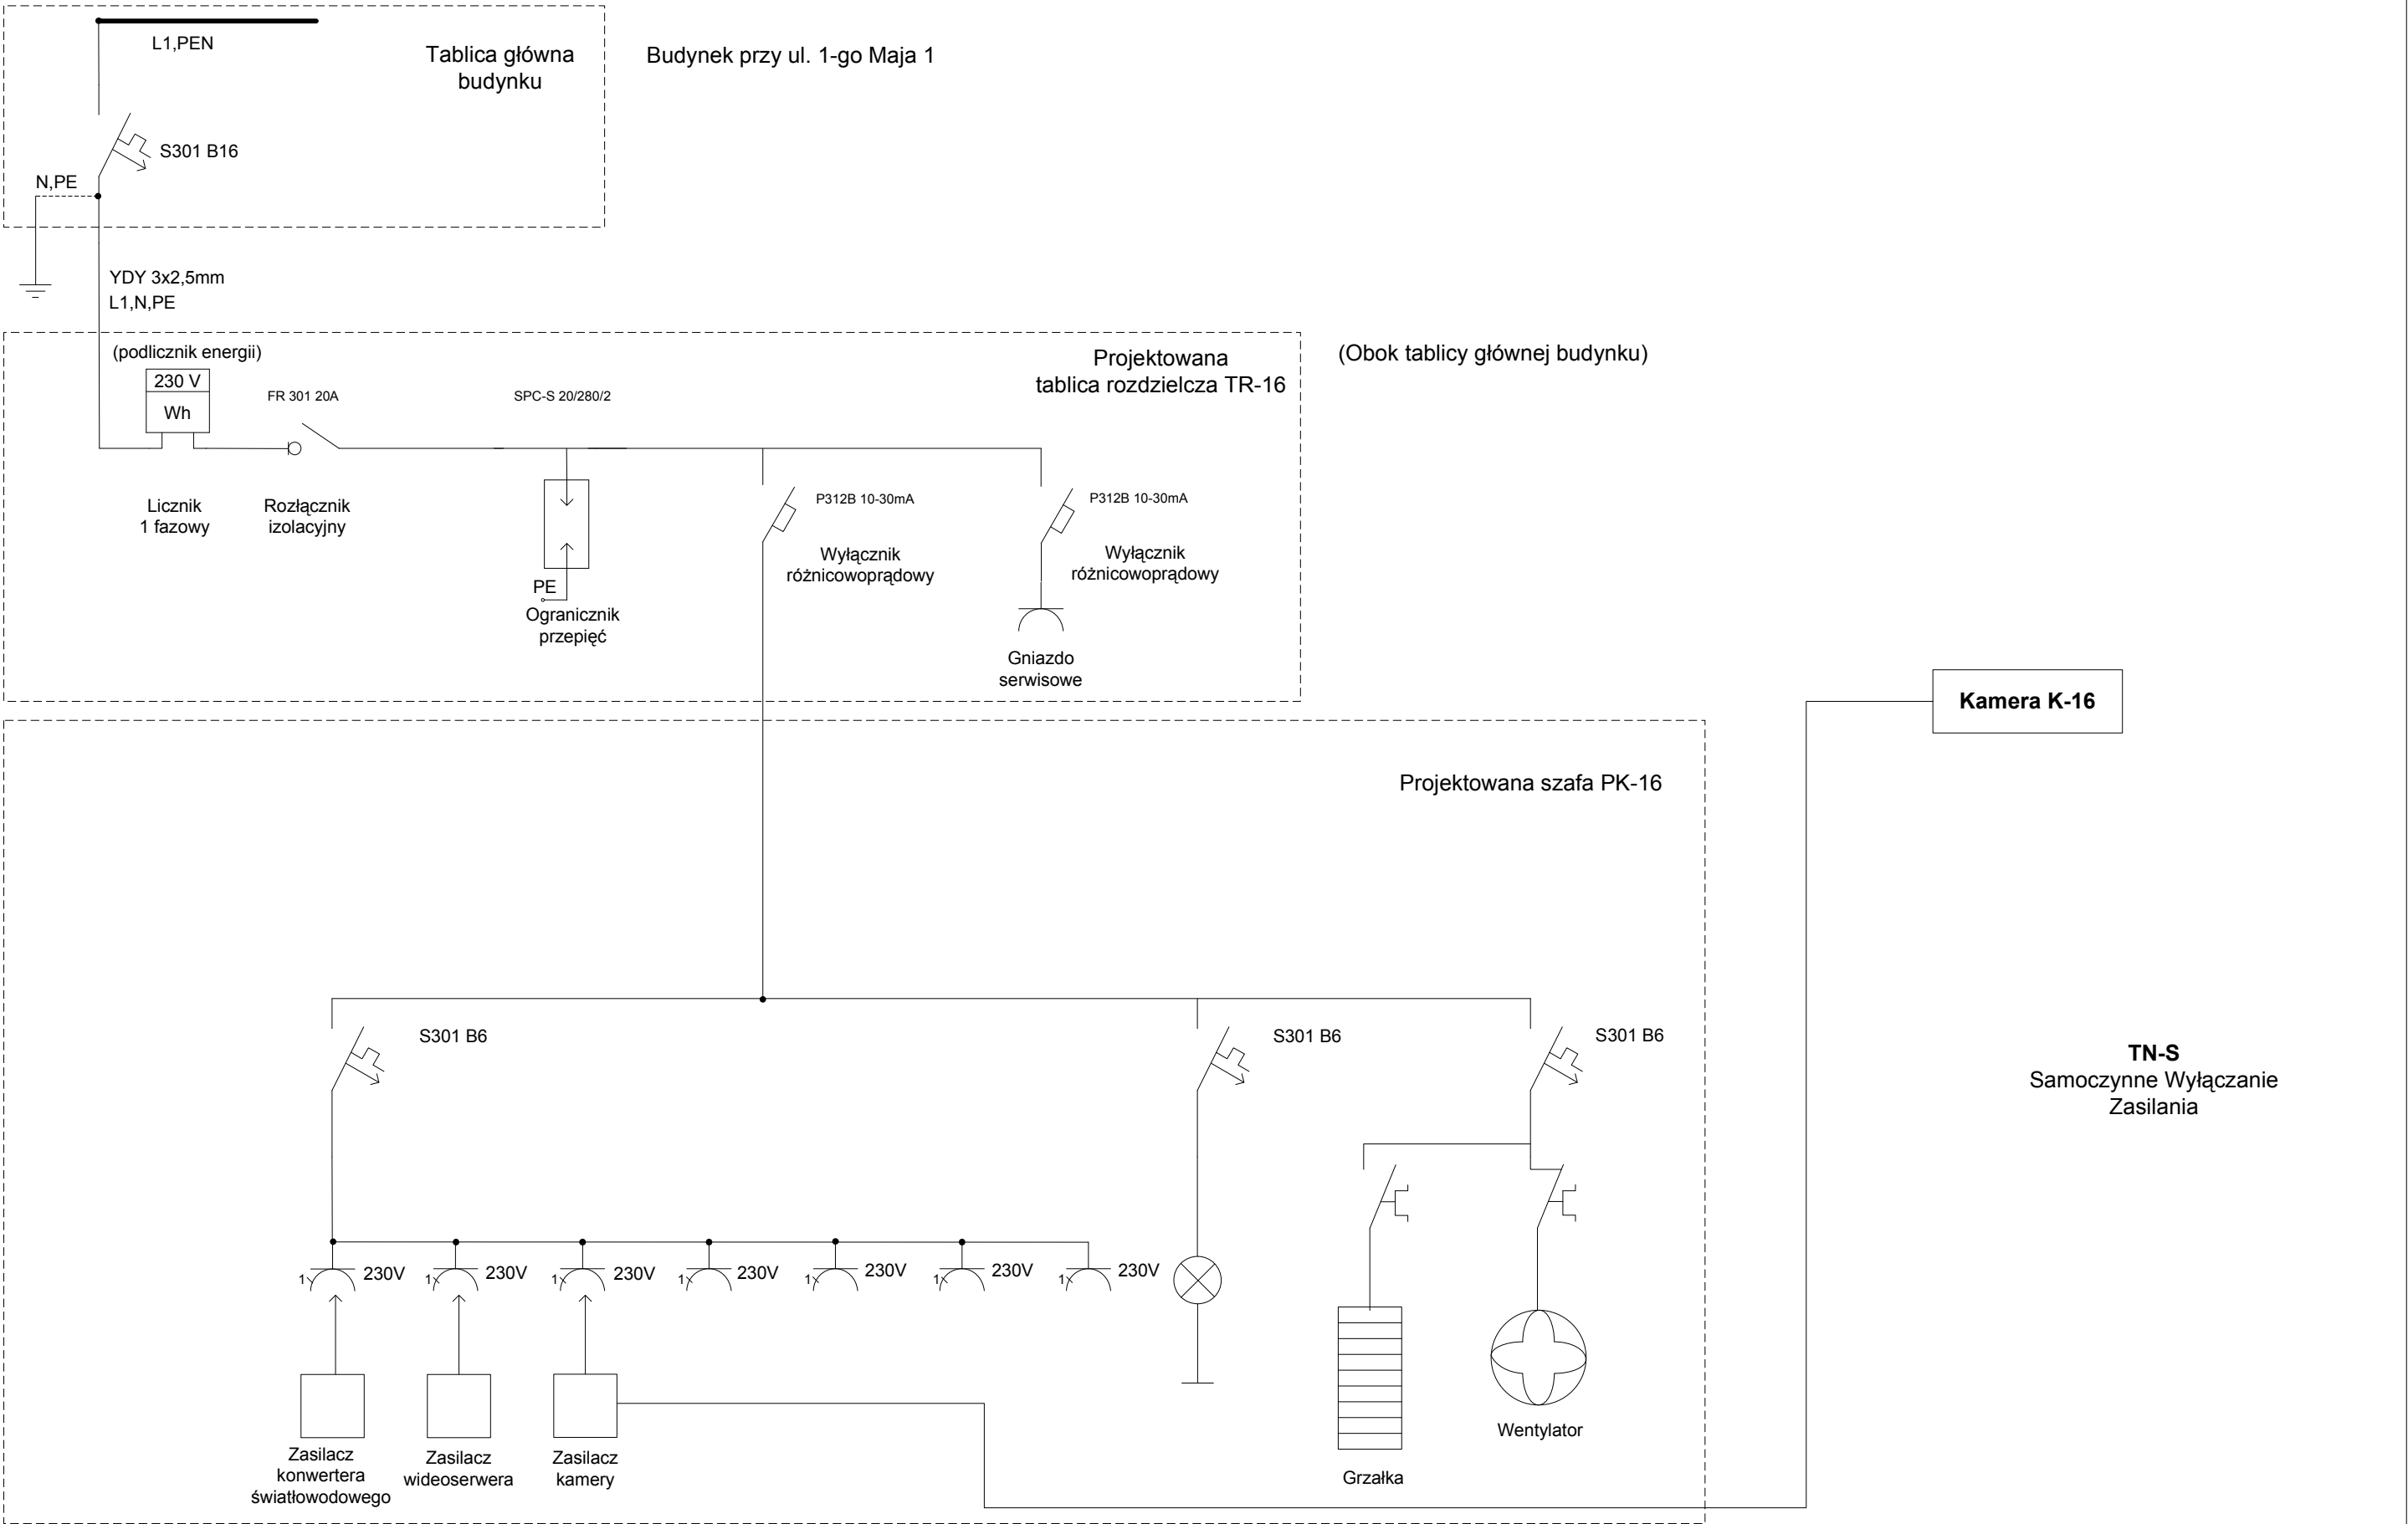 L1,PEN
Tablica główna
budynku
Budynek przy ul. 1-go Maja 1
S301 B16
N,PE
YDY 3x2,5mm
L1,N,PE
(podlicznik energii)
Projektowana
tablica rozdzielcza TR-16
(Obok tablicy głównej budynku)
230 V
Wh
FR 301 20A
SPC-S 20/280/2
Licznik
1 fazowy
Rozłącznik
izolacyjny
P312B 10-30mA
P312B 10-30mA
Wyłącznik
różnicowoprądowy
Wyłącznik
różnicowoprądowy
PE
Ogranicznik
przepięć
Gniazdo
serwisowe
Kamera K-16
Projektowana szafa PK-16
S301 B6
S301 B6
S301 B6
TN-S
Samoczynne Wyłączanie
Zasilania
1 230V
1 230V
1 230V
1 230V
1 230V
1 230V
1 230V
Zasilacz
konwertera
światłowodowego
Zasilacz
wideoserwera
Zasilacz
kamery
Grzałka
Wentylator